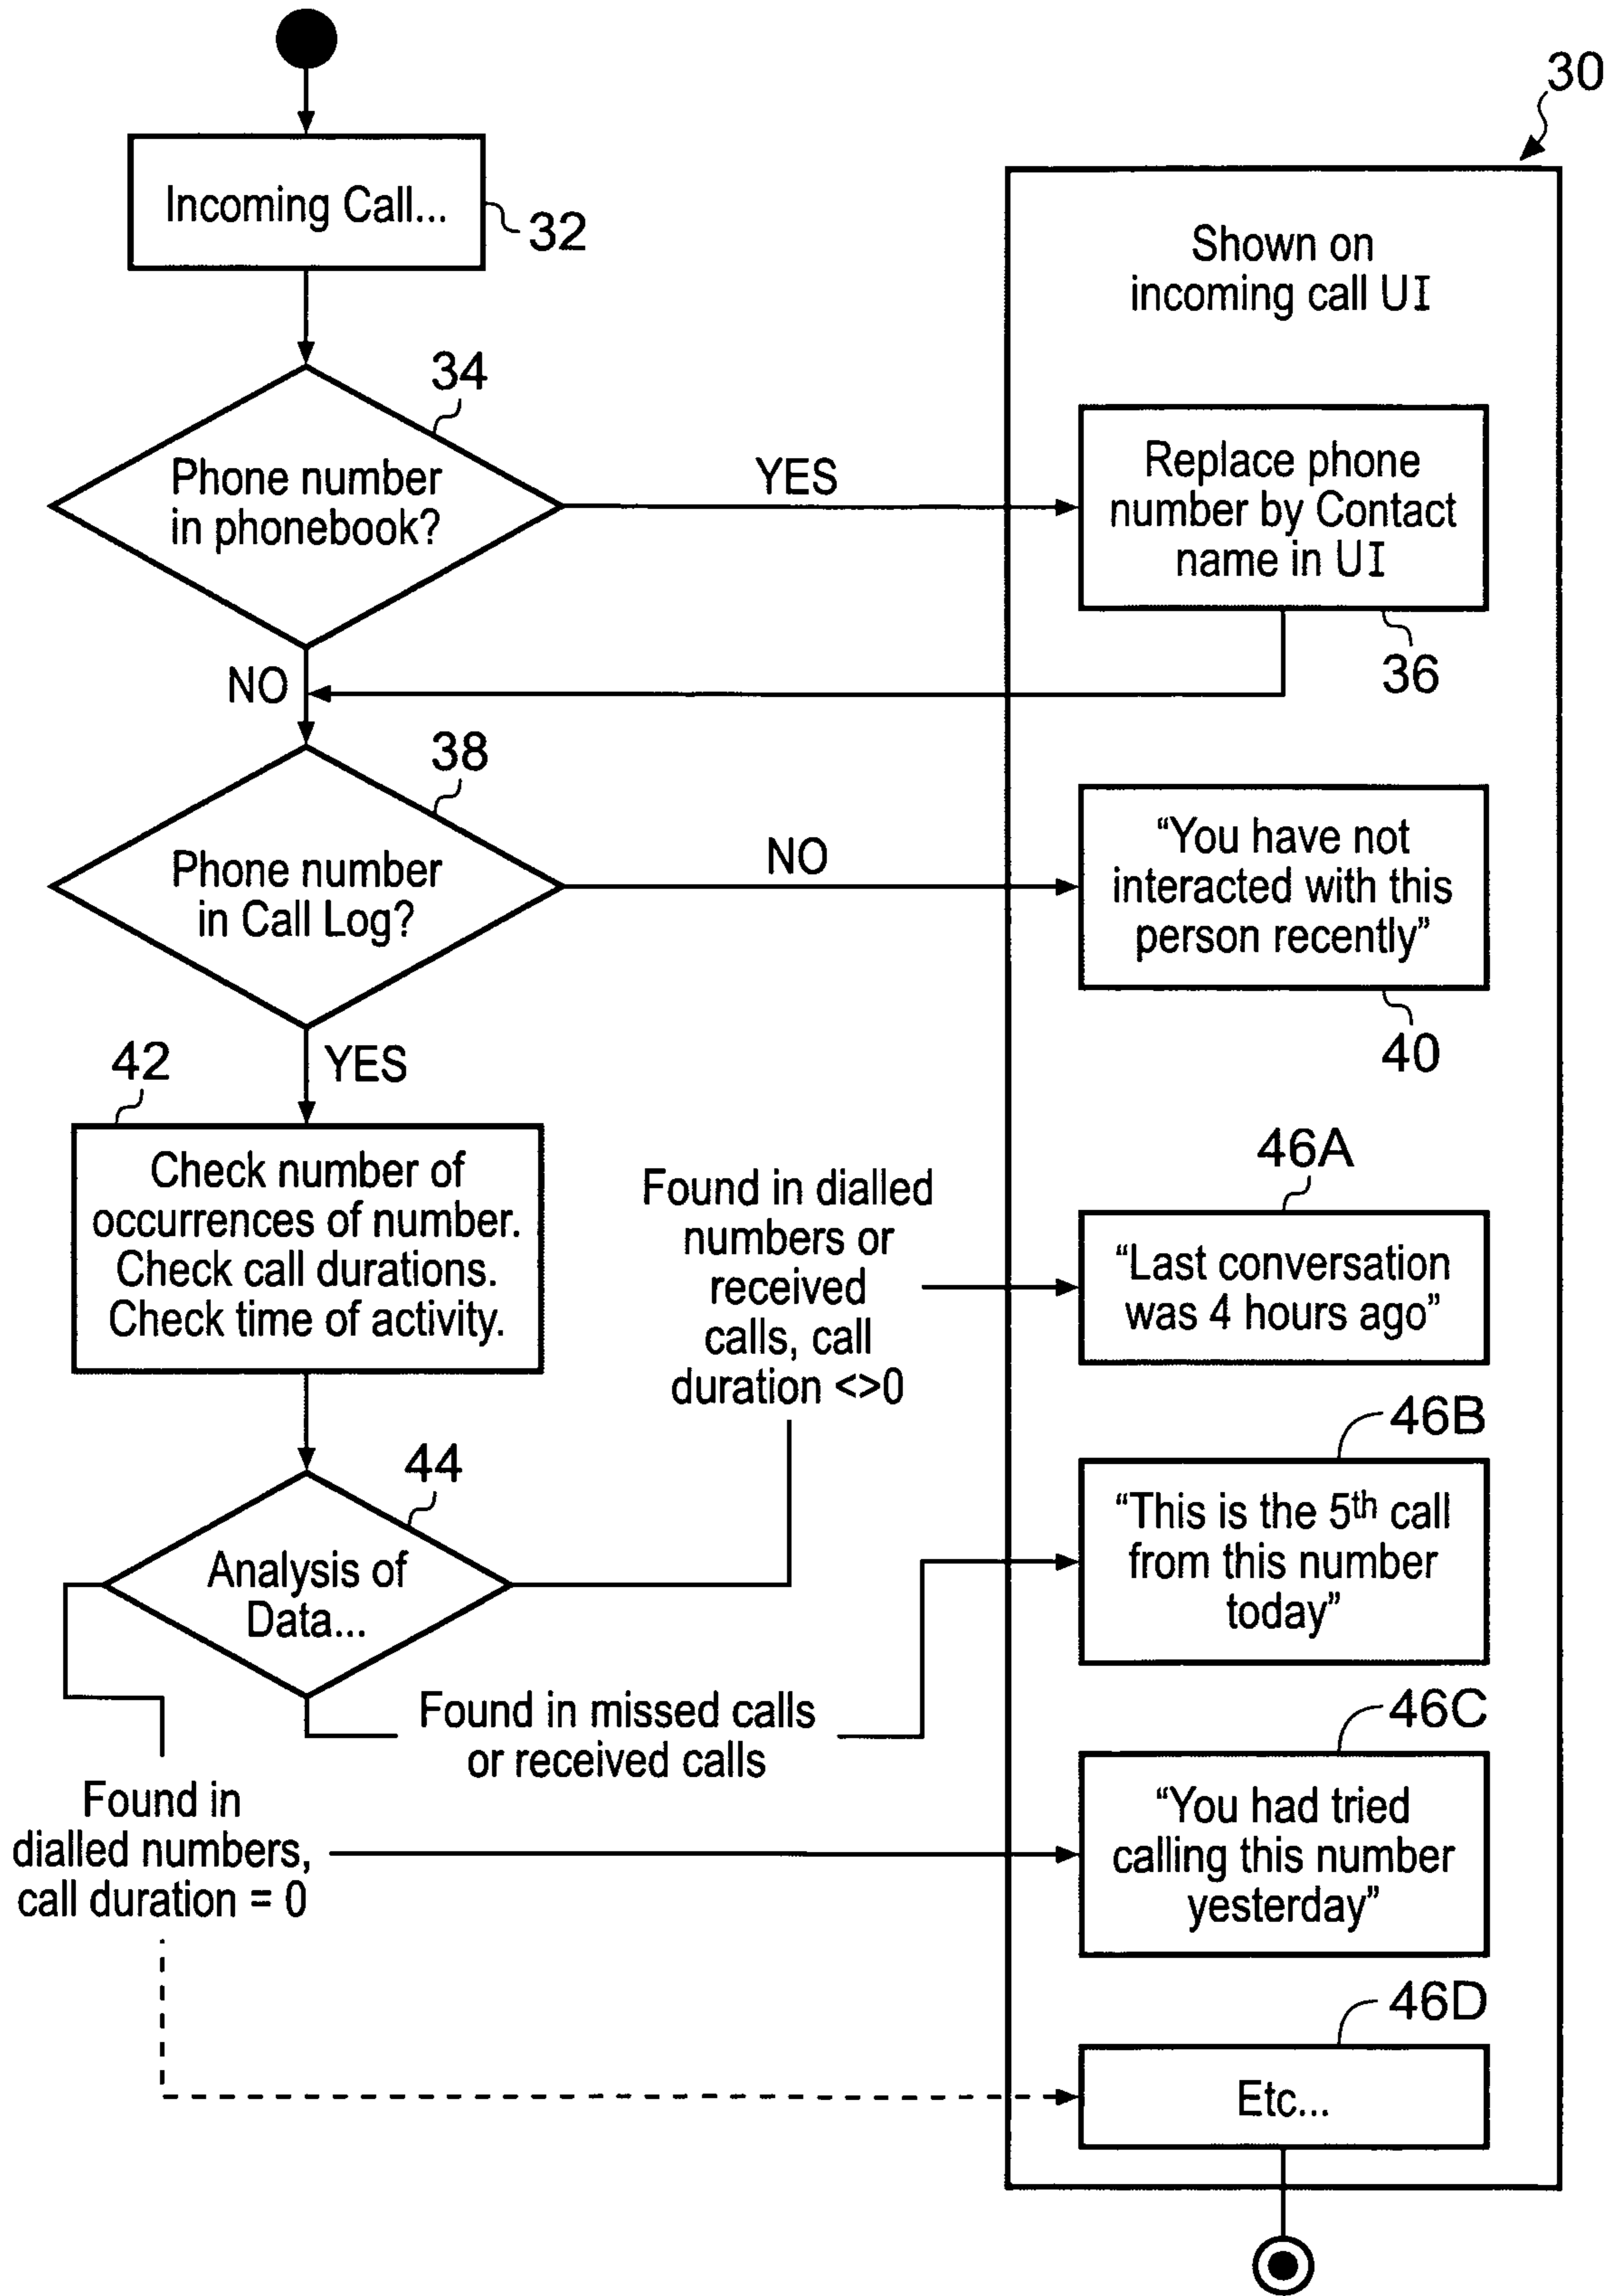 30
Incoming Call...
32
Shown on
incoming call UI
34
Phone number
in phonebook?
YES
Replace phone
number by Contact
name in UI
36
NO
38
Phone number
in Call Log?
NO
“You have not
interacted with this
person recently”
40
YES
42
Check number of
occurrences of number.
Check call durations.
Check time of activity.
Found in dialled
numbers or
received
calls, call
duration <>0
46A
“Last conversation
was 4 hours ago”
44
Analysis of
Data...
46B
“This is the 5th call
from this number
today”
Found in missed calls
or received calls
46C
“You had tried
calling this number
yesterday”
Found in
dialled numbers,
call duration = 0
46D
Etc...